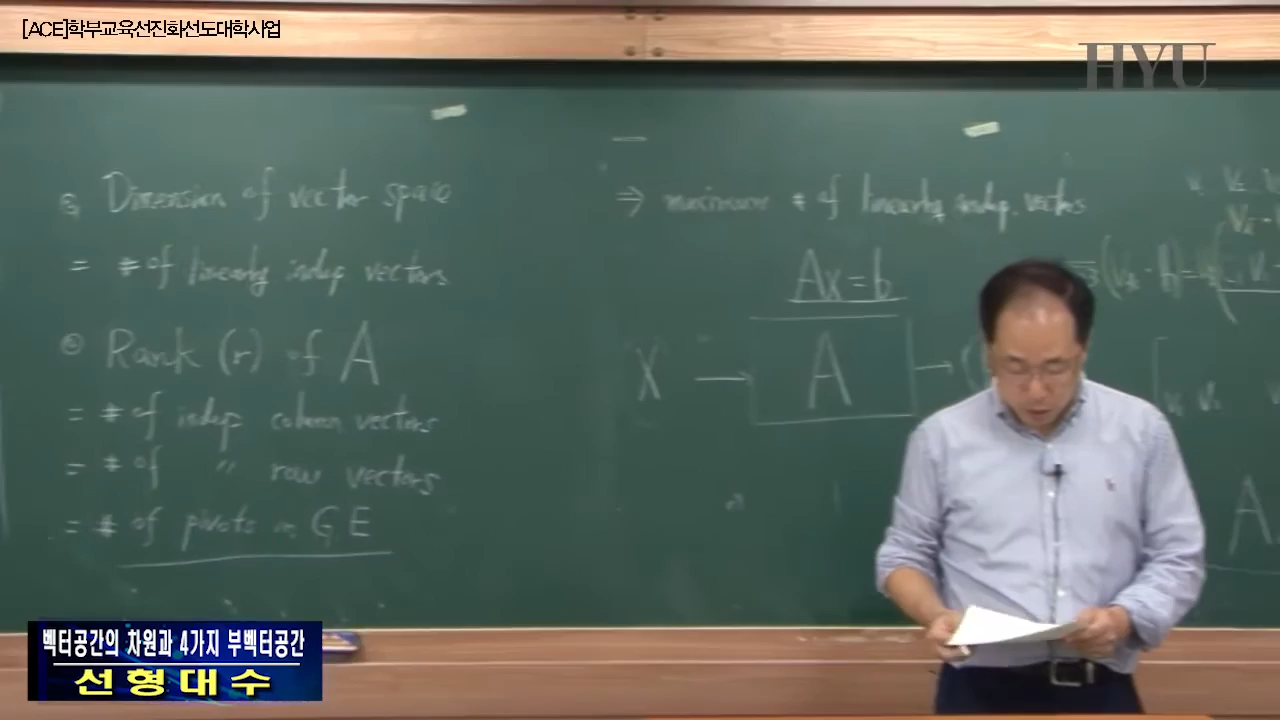 [ACE]학부교육선진화선도대학사업
HYU
Dimension of vector space
= # of linearly indep vectors
Rank (r) of A
= # of indep column vectors
= # of 〃 row vectors
= # of pivots in G.E
⇒ maximum # of linearly indep. vectors
Ax=b
X → A →
A
벡터공간의 차원과 4가지 부벡터공간
선형대수